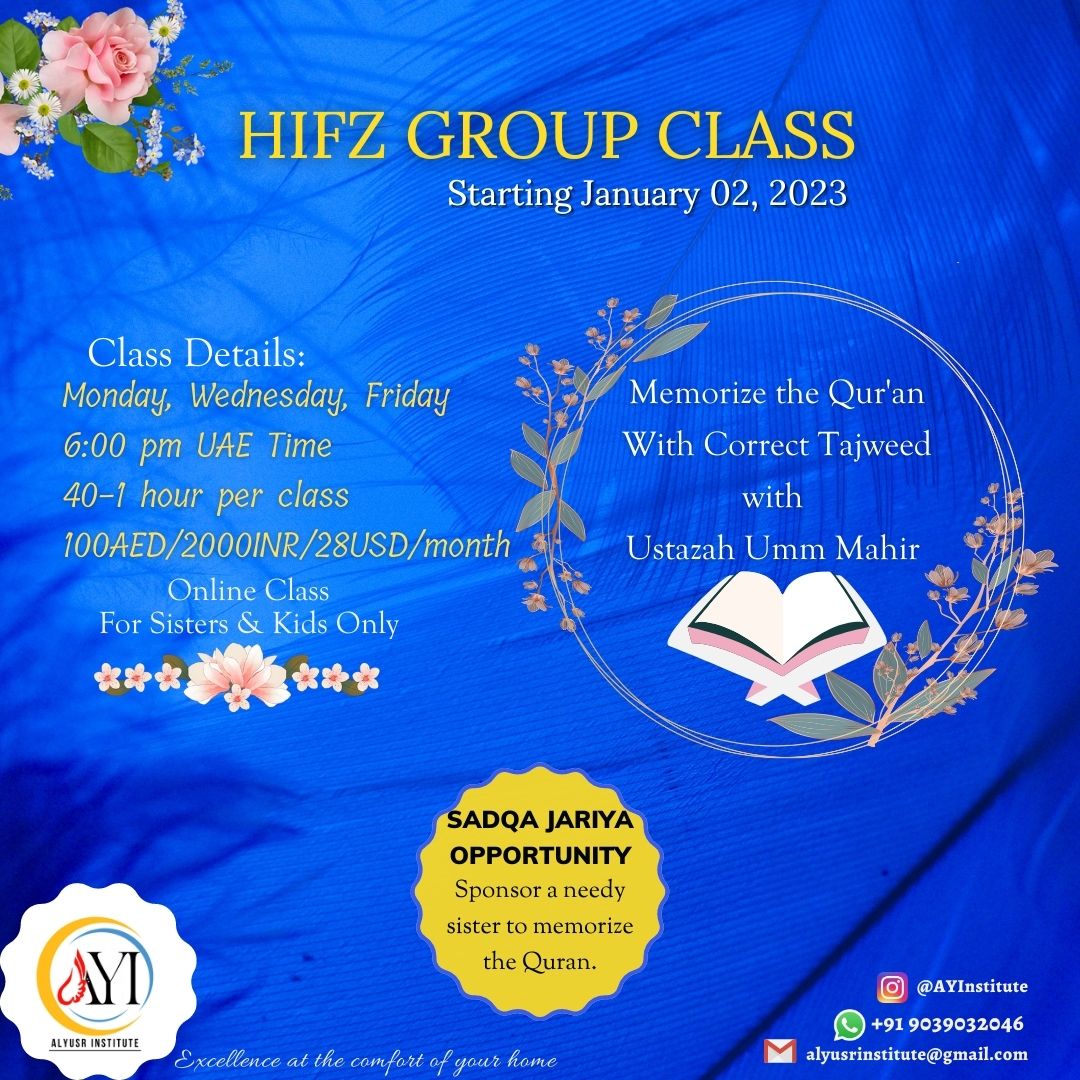 HIFZ GROUP CLASS
Starting January 02, 2023
Class Details:
Monday, Wednesday, Friday
6:00 pm UAE Time
40-1 hour per class
100AED/2000INR/28USD/month
Online Class
For Sisters & Kids Only
Memorize the Qur'an
With Correct Tajweed
with
Ustazah Umm Mahir
SADQA JARIYA
OPPORTUNITY
Sponsor a needy
sister to memorize
the Quran.
AYI
ALYUSR INSTITUTE
Excellence at the comfort of your home
@AYInstitute
+91 9039032046
alyusrinstitute@gmail.com